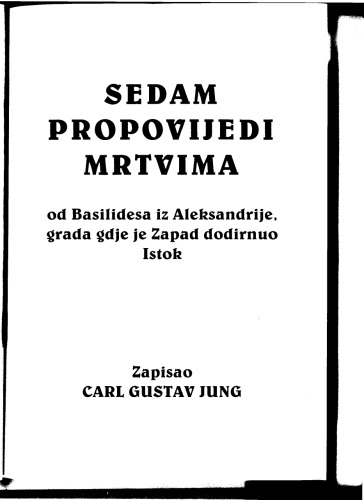 SEDAM
PROPOVIJEDI
MRTVIMA
od Basilidesa iz Aleksandrije,
grada gdje je Zapad dodirnuo
Istok
Zapisao
CARL GUSTAV JUNG